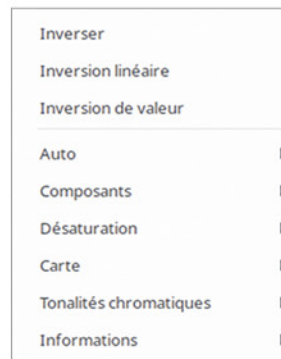 Inverser
Inversion linéaire
Inversion de valeur
Auto
Composants
Désaturation
Carte
Tonalités chromatiques
Informations